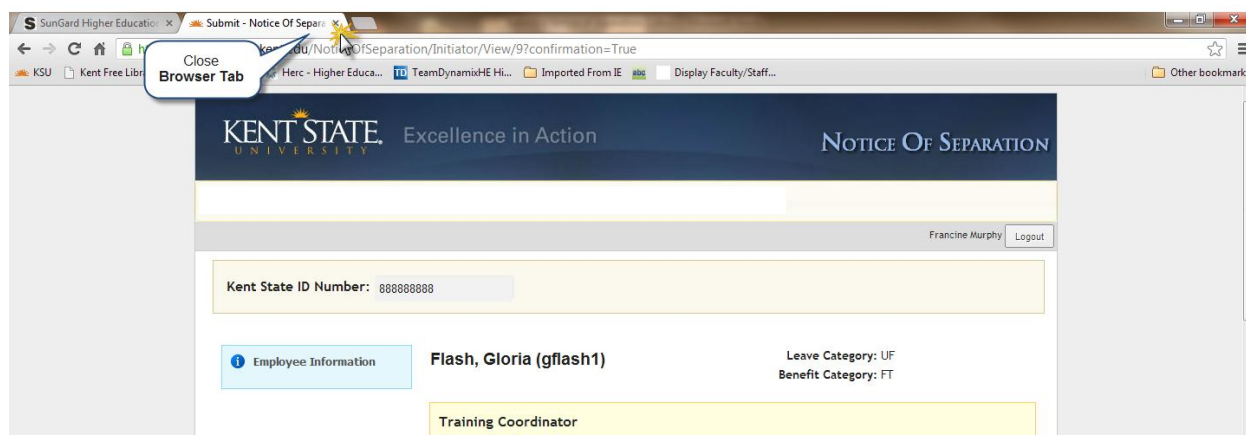 SunGard Higher Education
Submit - Notice Of Separa
Close
Browser Tab
/NoticeOfSeparation/Initiator/View/9?confirmation=True
KSU Kent Free Herc - Higher Educa... TeamDynamixHE Hi... Imported From IE abc Display Faculty/Staff... Other bookmark
KENT STATE. Excellence in Action
UNIVERSITY
NOTICE OF SEPARATION
Francine Murphy Logout
Kent State ID Number: 888888888
Employee Information
Flash, Gloria (gflash1)
Leave Category: UF
Benefit Category: FT
Training Coordinator